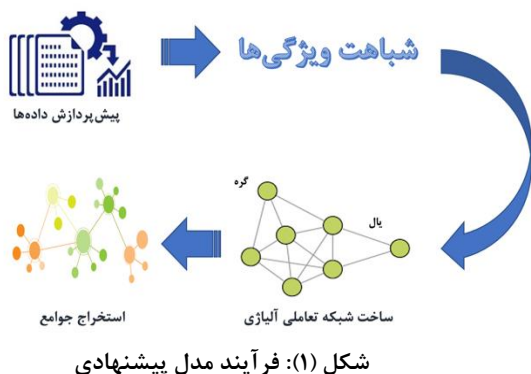 شباهت ویژگی‌ها
پیش‌پردازش داده‌ها
گره
یال
ساخت شبکه تعاملی آلیاژی
استخراج جوامع
شکل (۱): فرآیند مدل پیشنهادی